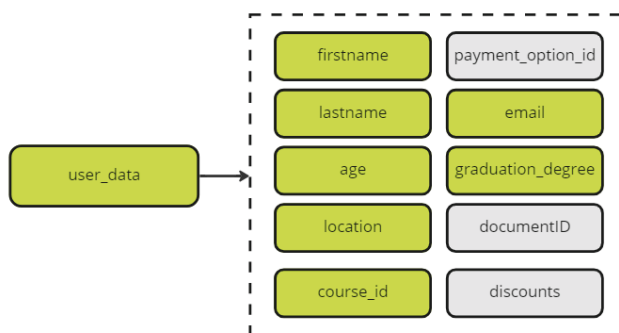 user_data
firstname
payment_option_id
lastname
email
age
graduation_degree
location
documentID
course_id
discounts